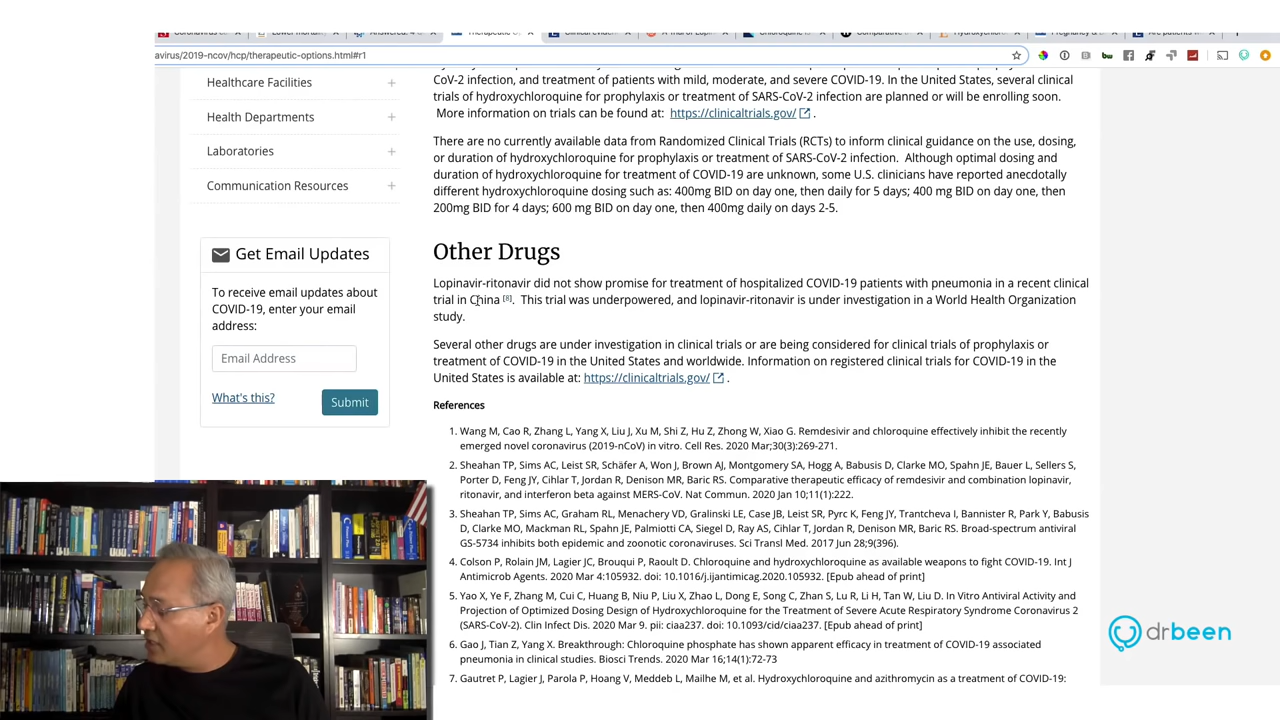 avirus/2019-ncov/hcp/therapeutic-options.html#r1
Healthcare Facilities
Health Departments
Laboratories
Communication Resources
Get Email Updates
To receive email updates about
COVID-19, enter your email
address:
Email Address
What's this?
Submit
CoV-2 infection, and treatment of patients with mild, moderate, and severe COVID-19. In the United States, several clinical
trials of hydroxychloroquine for prophylaxis or treatment of SARS-CoV-2 infection are planned or will be enrolling soon.
More information on trials can be found at: https://clinicaltrials.gov/ .
There are no currently available data from Randomized Clinical Trials (RCTs) to inform clinical guidance on the use, dosing,
or duration of hydroxychloroquine for prophylaxis or treatment of SARS-CoV-2 infection. Although optimal dosing and
duration of hydroxychloroquine for treatment of COVID-19 are unknown, some U.S. clinicians have reported anecdotally
different hydroxychloroquine dosing such as: 400mg BID on day one, then daily for 5 days; 400 mg BID on day one, then
200mg BID for 4 days; 600 mg BID on day one, then 400mg daily on days 2-5.
Other Drugs
Lopinavir-ritonavir did not show promise for treatment of hospitalized COVID-19 patients with pneumonia in a recent clinical
trial in China [8]. This trial was underpowered, and lopinavir-ritonavir is under investigation in a World Health Organization
study.
Several other drugs are under investigation in clinical trials or are being considered for clinical trials of prophylaxis or
treatment of COVID-19 in the United States and worldwide. Information on registered clinical trials for COVID-19 in the
United States is available at: https://clinicaltrials.gov/ .
References
1. Wang M, Cao R, Zhang L, Yang X, Liu J, Xu M, Shi Z, Hu Z, Zhong W, Xiao G. Remdesivir and chloroquine effectively inhibit the recently
emerged novel coronavirus (2019-nCoV) in vitro. Cell Res. 2020 Mar;30(3):269-271.
2. Sheahan TP, Sims AC, Leist SR, Schäfer A, Won J, Brown AJ, Montgomery SA, Hogg A, Babusis D, Clarke MO, Spahn JE, Bauer L, Sellers S,
Porter D, Feng JY, Cihlar T, Jordan R, Denison MR, Baric RS. Comparative therapeutic efficacy of remdesivir and combination lopinavir,
ritonavir, and interferon beta against MERS-CoV. Nat Commun. 2020 Jan 10;11(1):222.
3. Sheahan TP, Sims AC, Graham RL, Menachery VD, Gralinski LE, Case JB, Leist SR, Pyrc K, Feng JY, Trantcheva I, Bannister R, Park Y, Babusis
D, Clarke MO, Mackman RL, Spahn JE, Palmiotti CA, Siegel D, Ray AS, Cihlar T, Jordan R, Denison MR, Baric RS. Broad-spectrum antiviral
GS-5734 inhibits both epidemic and zoonotic coronaviruses. Sci Transl Med. 2017 Jun 28;9(396).
4. Colson P, Rolain JM, Lagier JC, Brouqui P, Raoult D. Chloroquine and hydroxychloroquine as available weapons to fight COVID-19. Int J
Antimicrob Agents. 2020 Mar 4:105932. doi: 10.1016/j.ijantimicag.2020.105932. [Epub ahead of print]
5. Yao X, Ye F, Zhang M, Cui C, Huang B, Niu P, Liu X, Zhao L, Dong E, Song C, Zhan S, Lu R, Li H, Tan W, Liu D. In Vitro Antiviral Activity and
Projection of Optimized Dosing Design of Hydroxychloroquine for the Treatment of Severe Acute Respiratory Syndrome Coronavirus 2
(SARS-CoV-2). Clin Infect Dis. 2020 Mar 9. pii: ciaa237. doi: 10.1093/cid/ciaa237. [Epub ahead of print]
6. Gao J, Tian Z, Yang X. Breakthrough: Chloroquine phosphate has shown apparent efficacy in treatment of COVID-19 associated
pneumonia in clinical studies. Biosci Trends. 2020 Mar 16;14(1):72-73
7. Gautret P, Lagier J, Parola P, Hoang V, Meddeb L, Mailhe M, et al. Hydroxychloroquine and azithromycin as a treatment of COVID-19:
drbeen